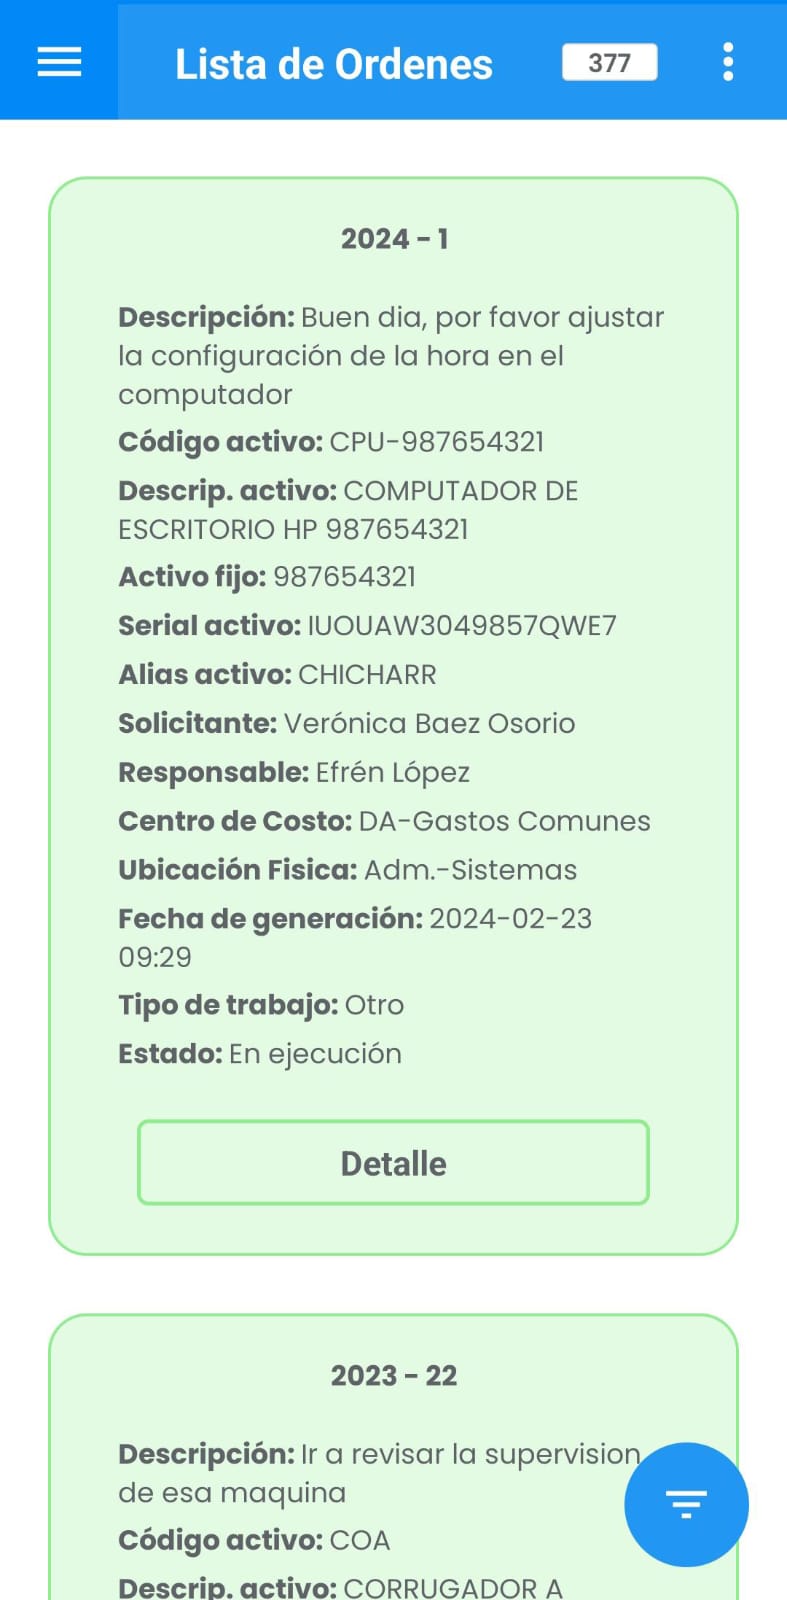 Lista de Ordenes
377
2024 - 1
Descripción: Buen dia, por favor ajustar
la configuración de la hora en el
computador
Código activo: CPU-987654321
Descrip. activo: COMPUTADOR DE
ESCRITORIO HP 987654321
Activo fijo: 987654321
Serial activo: IUOUAW3049857QWE7
Alias activo: CHICHARR
Solicitante: Verónica Baez Osorio
Responsable: Efrén López
Centro de Costo: DA-Gastos Comunes
Ubicación Fisica: Adm.-Sistemas
Fecha de generación: 2024-02-23
09:29
Tipo de trabajo: Otro
Estado: En ejecución
Detalle
2023 - 22
Descripción: Ir a revisar la supervision
de esa maquina
Código activo: COA
Descrip. activo: CORRUGADOR A